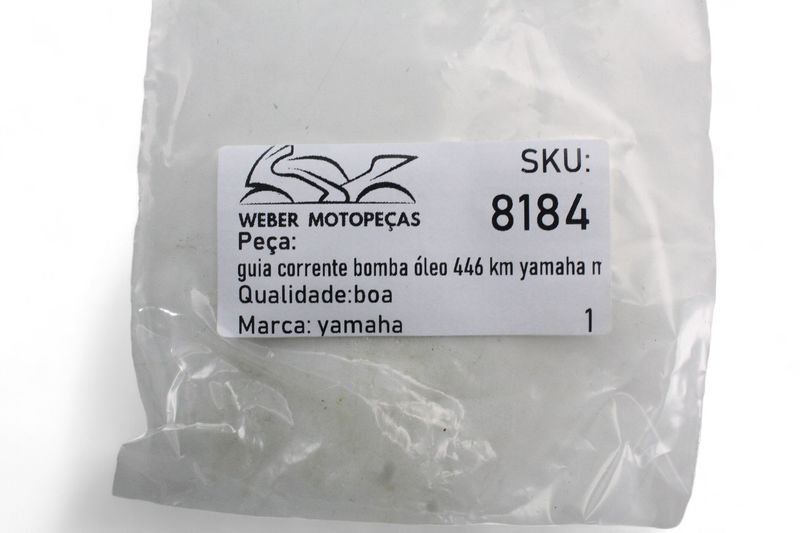 WEBER MOTOPEÇAS
SKU:
8184
Peça:
guia corrente bomba óleo 446 km yamaha m
Qualidade:boa
Marca: yamaha
1